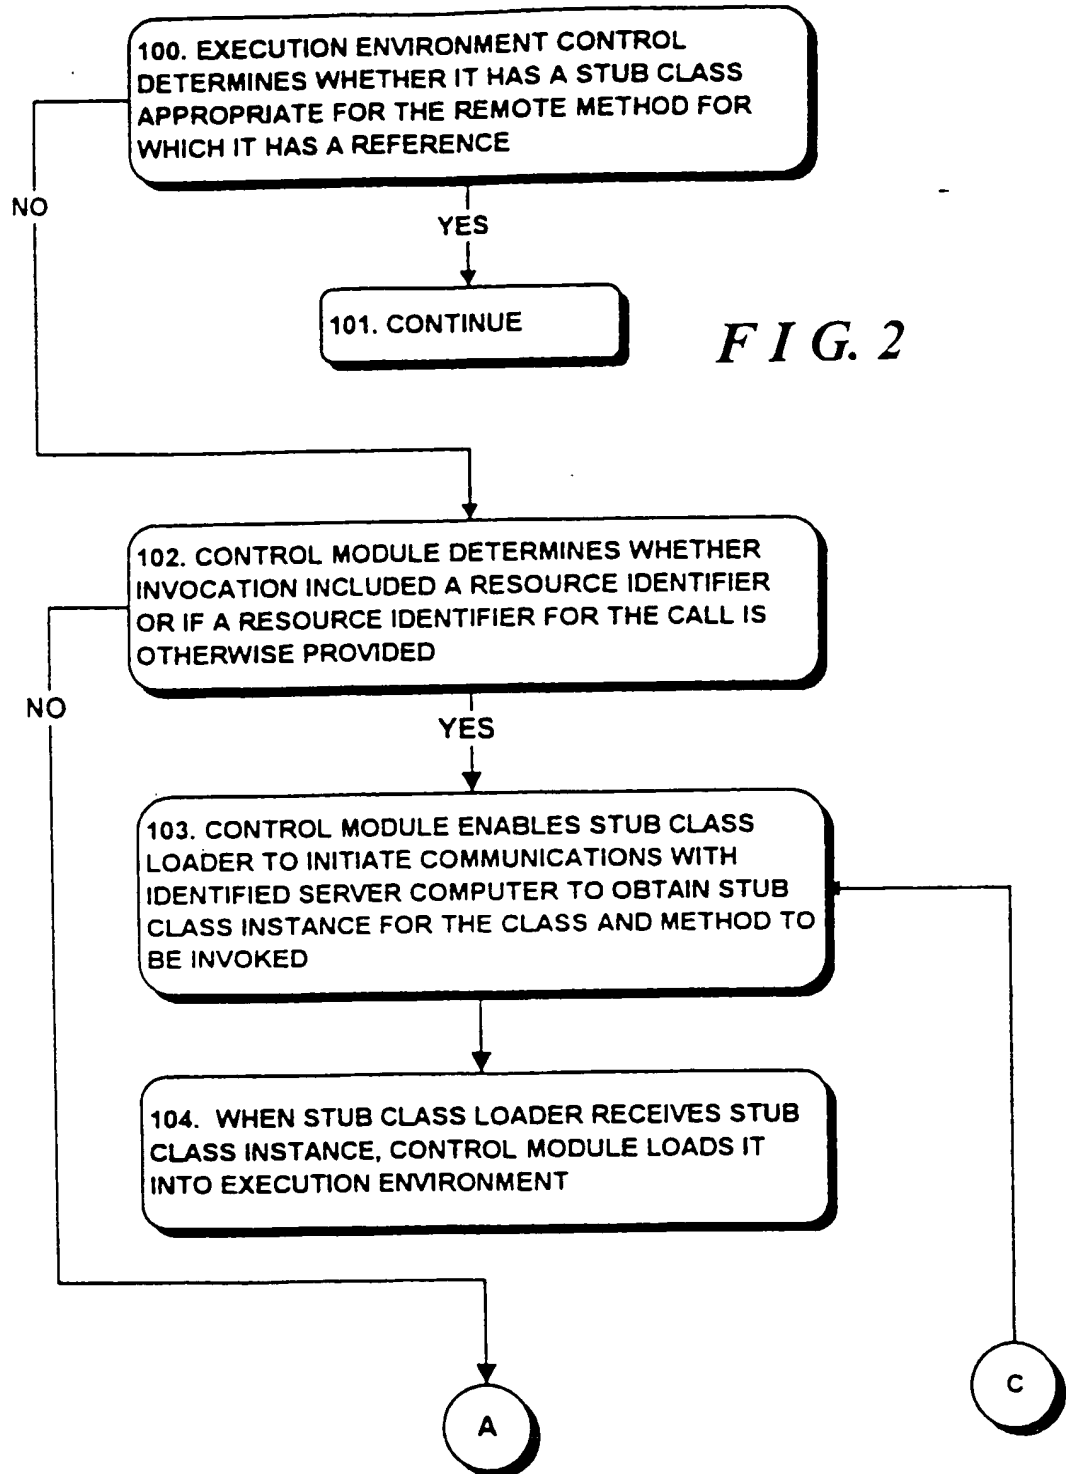 100. EXECUTION ENVIRONMENT CONTROL
DETERMINES WHETHER IT HAS A STUB CLASS
APPROPRIATE FOR THE REMOTE METHOD FOR
WHICH IT HAS A REFERENCE
NO
YES
101. CONTINUE
FIG. 2
102. CONTROL MODULE DETERMINES WHETHER
INVOCATION INCLUDED A RESOURCE IDENTIFIER
OR IF A RESOURCE IDENTIFIER FOR THE CALL IS
OTHERWISE PROVIDED
NO
YES
103. CONTROL MODULE ENABLES STUB CLASS
LOADER TO INITIATE COMMUNICATIONS WITH
IDENTIFIED SERVER COMPUTER TO OBTAIN STUB
CLASS INSTANCE FOR THE CLASS AND METHOD TO
BE INVOKED
104. WHEN STUB CLASS LOADER RECEIVES STUB
CLASS INSTANCE, CONTROL MODULE LOADS IT
INTO EXECUTION ENVIRONMENT
C
A